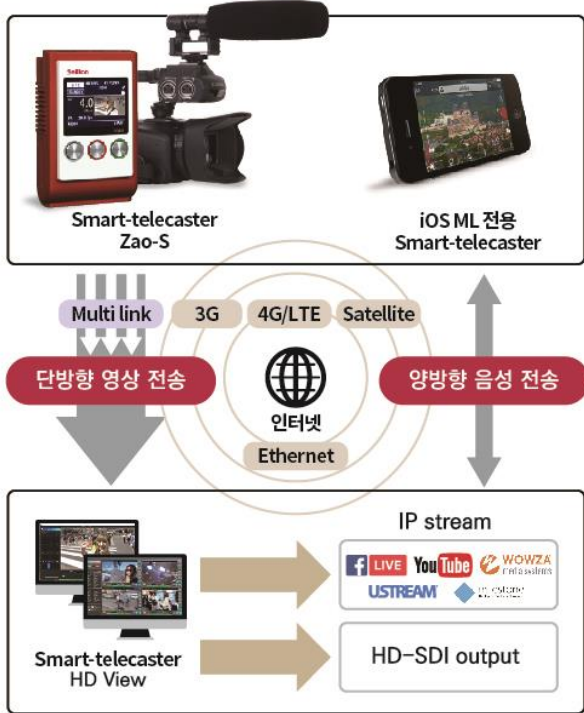 Smart-telecaster
Zao-S
iOS ML 전용
Smart-telecaster
Multi link
3G
4G/LTE
Satellite
단방향 영상 전송
양방향 음성 전송
인터넷
Ethernet
IP stream
f LIVE
YouTube
WOWZA
media systems
USTREAM
Smart-telecaster
HD View
HD-SDI output